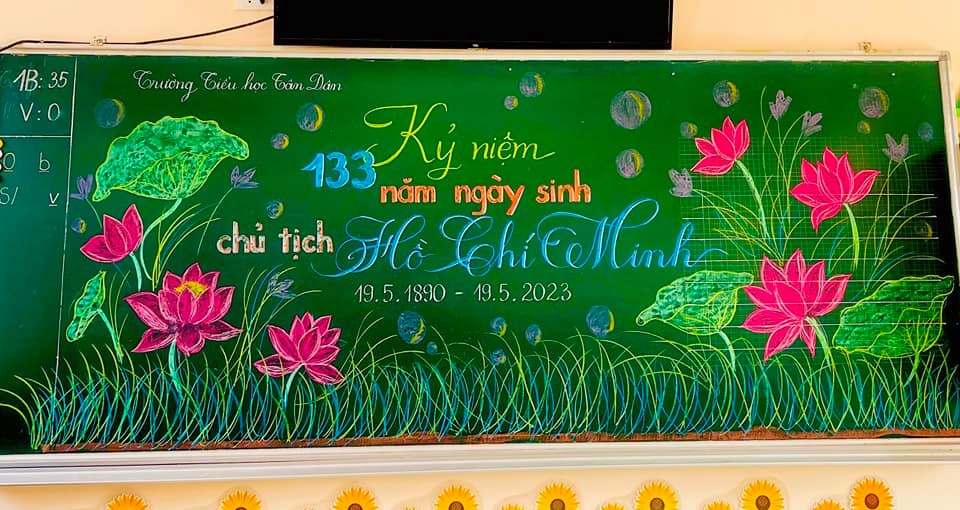 1B: 35
V: 0
b
S/ v
Trường Tiểu học Tân Dân
Kỷ niệm
133 năm ngày sinh
chủ tịch Hồ Chí Minh
19.5.1890 - 19.5.2023